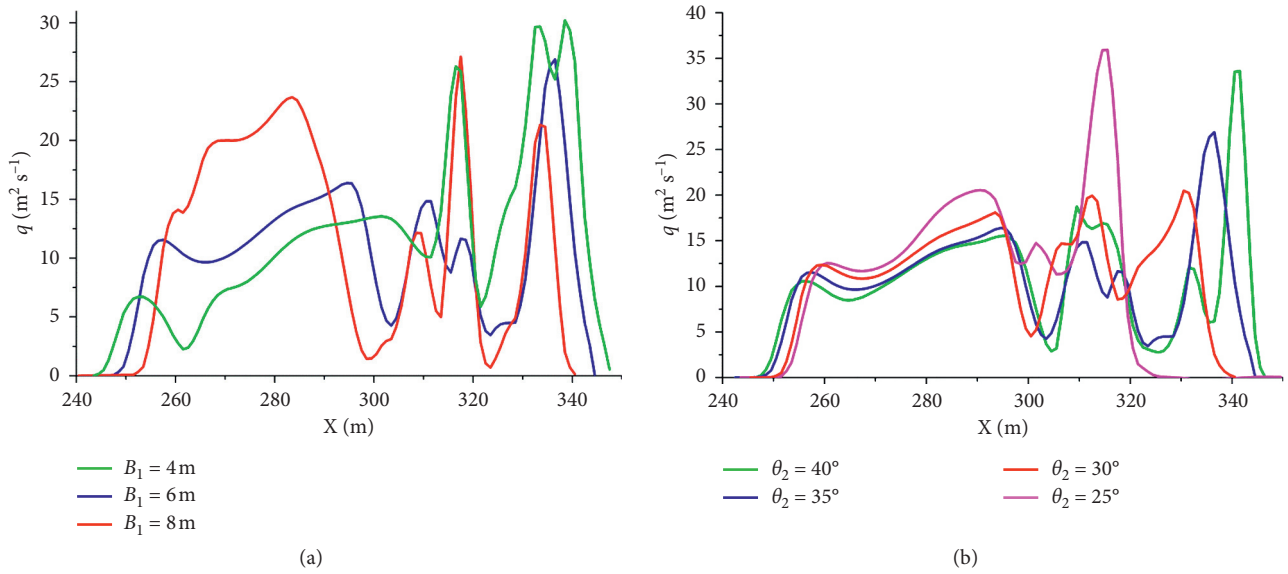 30
25
20
15
10
5
0
q (m² s⁻¹)
240 260 280 300 320 340
X (m)
B₁ = 4 m
B₁ = 6 m
B₁ = 8 m
(a)
40
35
30
25
20
15
10
5
0
q (m² s⁻¹)
240 260 280 300 320 340
X (m)
θ₂ = 40° θ₂ = 30°
θ₂ = 35° θ₂ = 25°
(b)